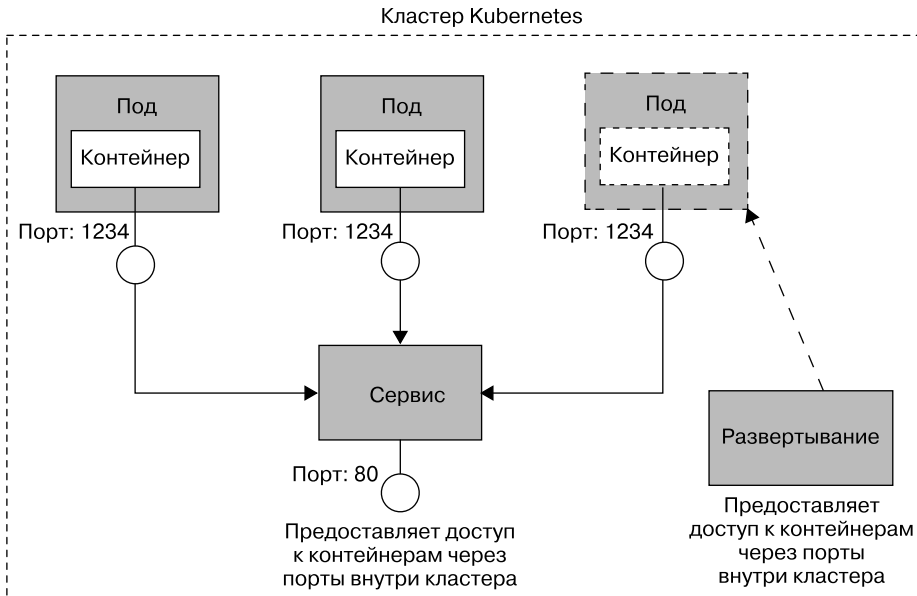 Кластер Kubernetes
Под
Под
Под
Контейнер
Контейнер
Контейнер
Порт: 1234
Порт: 1234
Порт: 1234
Сервис
Развертывание
Порт: 80
Предоставляет доступ
к контейнерам через
порты внутри кластера
Предоставляет
доступ к контейнерам
через порты
внутри кластера